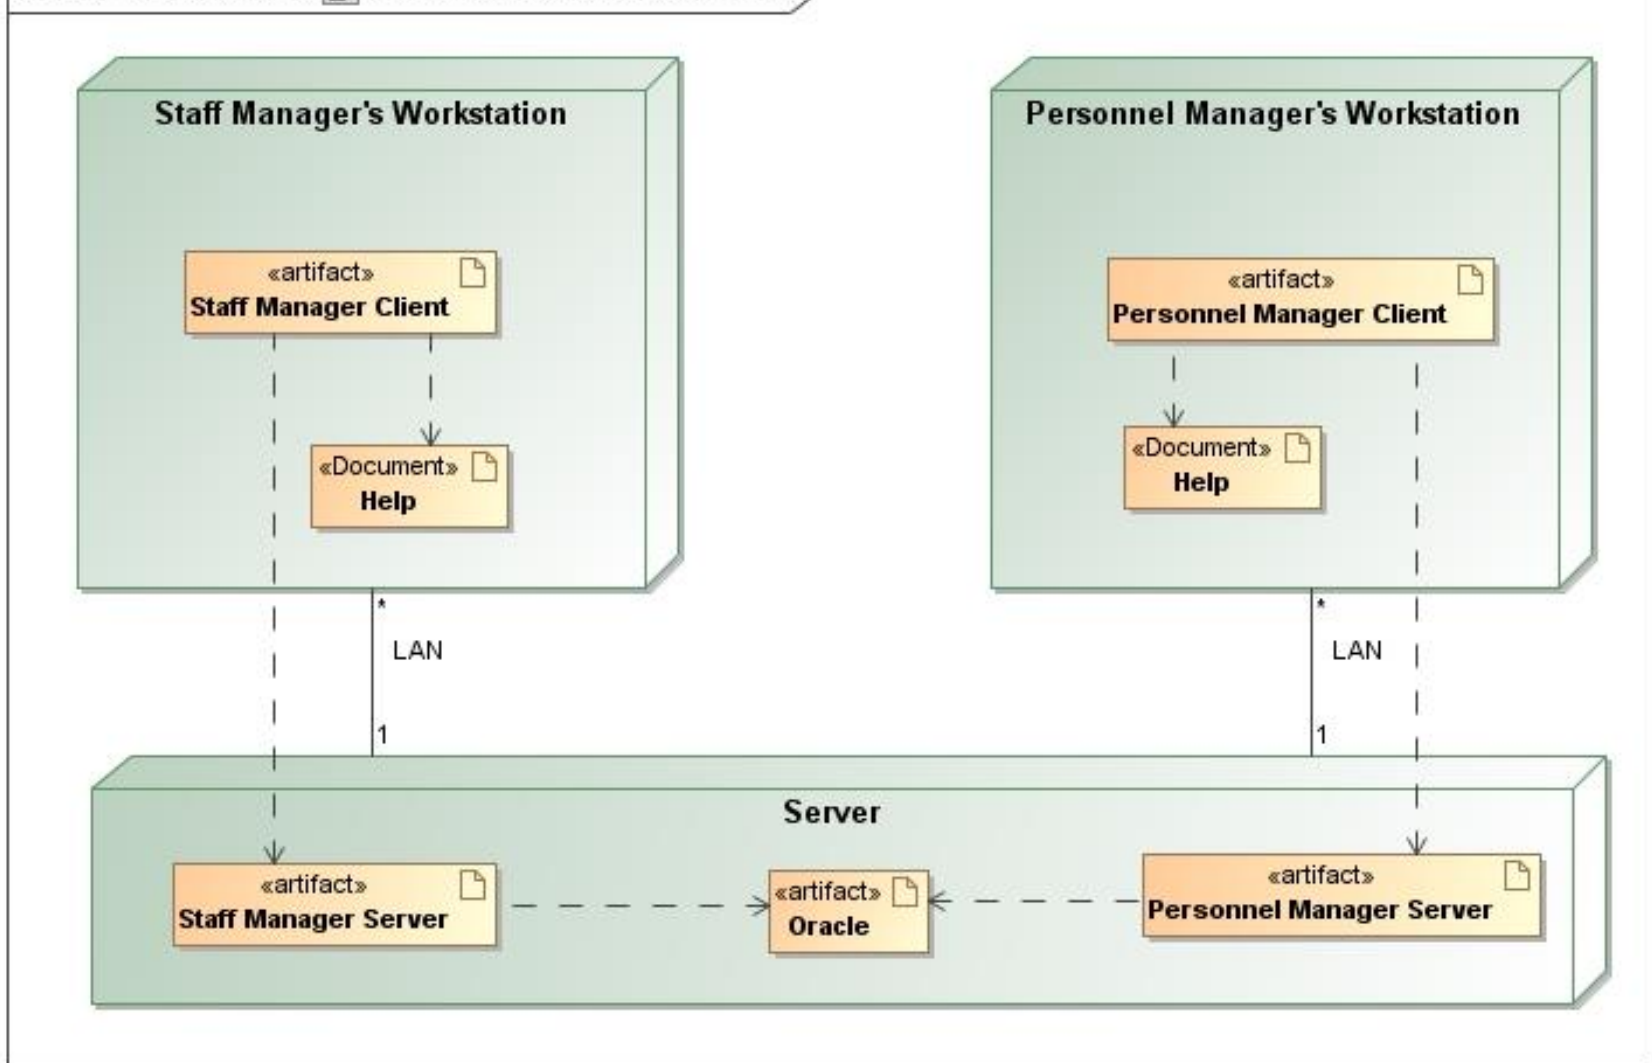 Staff Manager's Workstation
Personnel Manager's Workstation
«artifact»
Staff Manager Client
«artifact»
Personnel Manager Client
«Document»
Help
«Document»
Help
*
LAN
1
*
LAN
1
Server
«artifact»
Staff Manager Server
«artifact»
Oracle
«artifact»
Personnel Manager Server